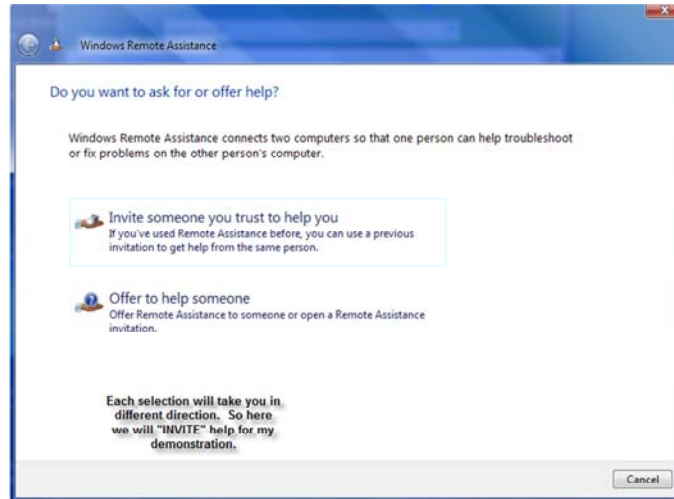 Windows Remote Assistance
Do you want to ask for or offer help?
Windows Remote Assistance connects two computers so that one person can help troubleshoot
or fix problems on the other person's computer.
Invite someone you trust to help you
If you've used Remote Assistance before, you can use a previous
invitation to get help from the same person.
Offer to help someone
Offer Remote Assistance to someone or open a Remote Assistance
invitation.
Each selection will take you in
different direction. So here
we will "INVITE" help for my
demonstration.
Cancel